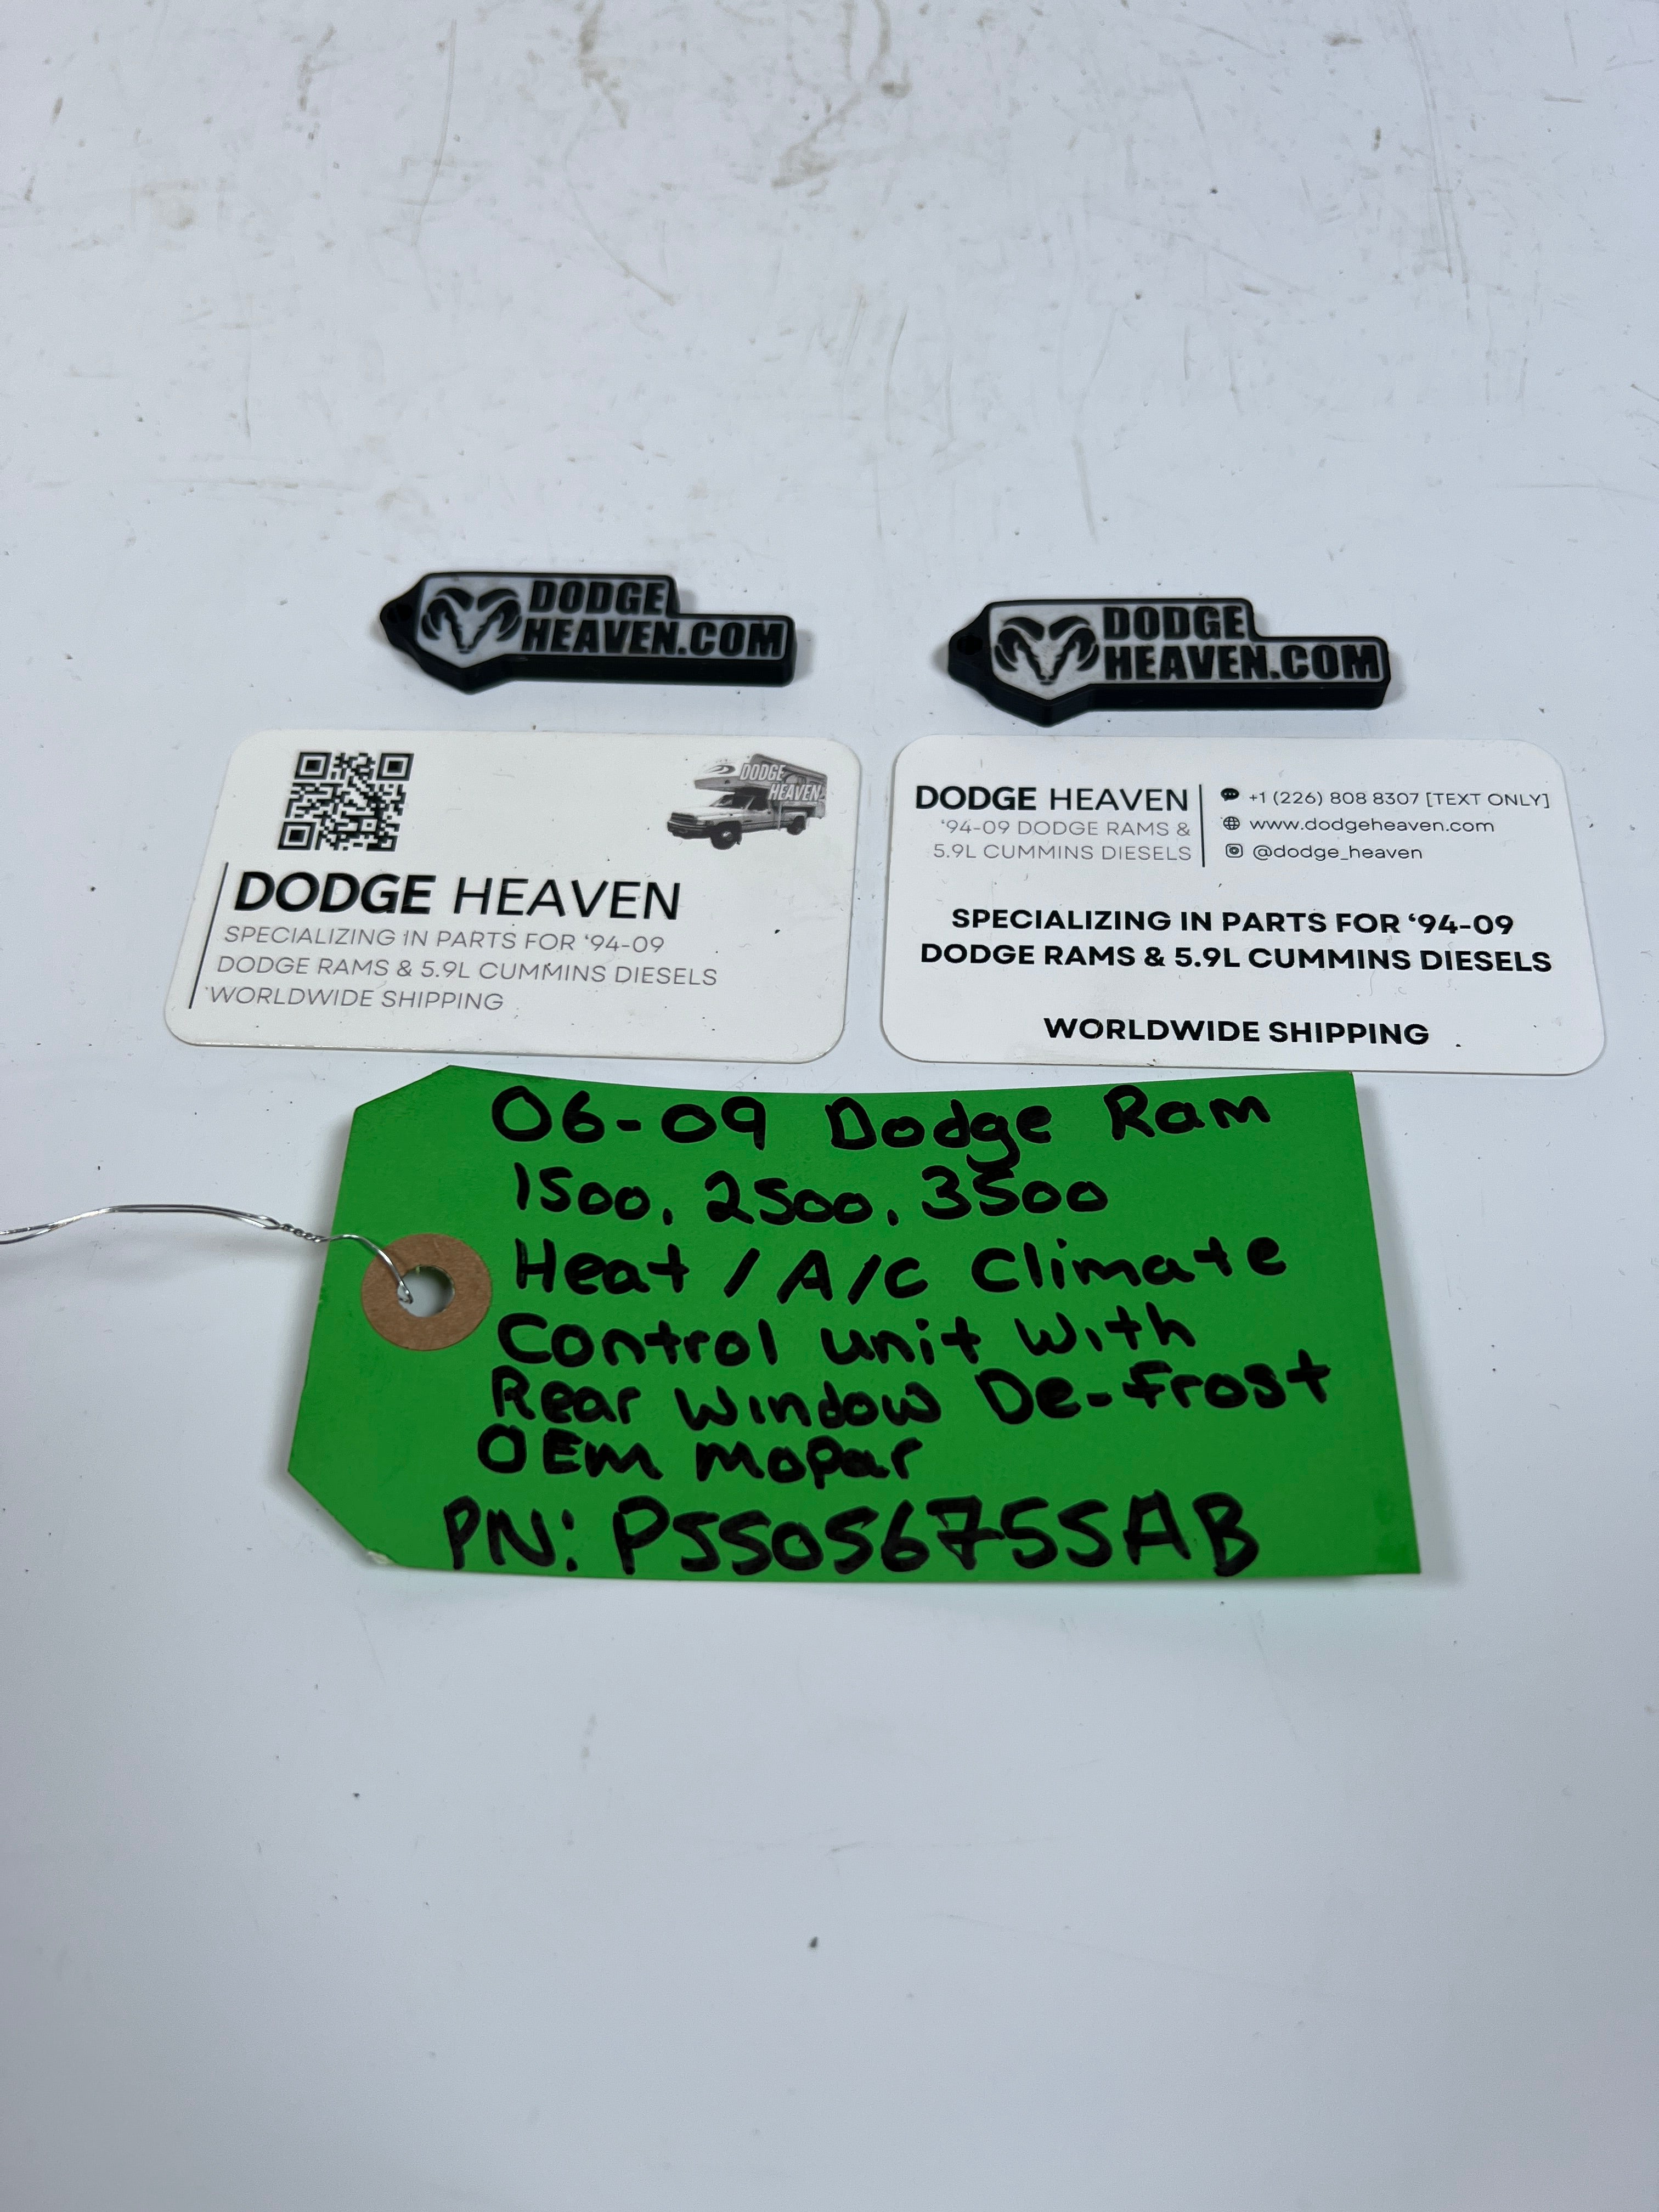 DODGE
HEAVEN.COM
DODGE
HEAVEN.COM
DODGE
HEAVEN
DODGE HEAVEN
SPECIALIZING IN PARTS FOR ‘94-09
DODGE RAMS & 5.9L CUMMINS DIESELS
WORLDWIDE SHIPPING
DODGE HEAVEN
‘94-09 DODGE RAMS &
5.9L CUMMINS DIESELS
+1 (226) 808 8307 [TEXT ONLY]
www.dodgeheaven.com
@dodge_heaven
SPECIALIZING IN PARTS FOR ‘94-09
DODGE RAMS & 5.9L CUMMINS DIESELS
WORLDWIDE SHIPPING
06-09 Dodge Ram
1500, 2500, 3500
Heat / A/C Climate
Control unit With
Rear Window De-frost
OEM mopar
PN: P55056755AB